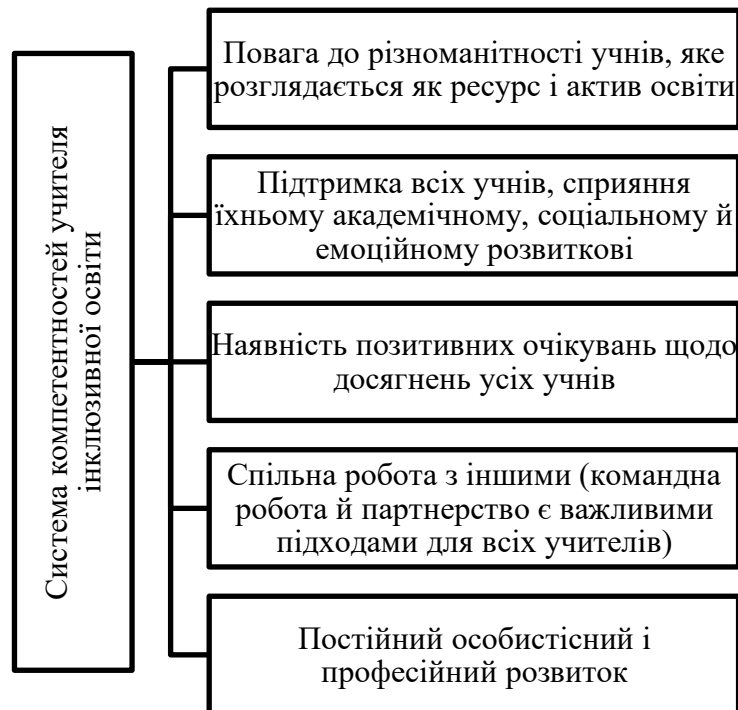 Система компетентностей учителя
інклюзивної освіти
Повага до різноманітності учнів, яке
розглядається як ресурс і актив освіти
Підтримка всіх учнів, сприяння
їхньому академічному, соціальному й
емоційному розвиткові
Наявність позитивних очікувань щодо
досягнень усіх учнів
Спільна робота з іншими (командна
робота й партнерство є важливими
підходами для всіх учителів)
Постійний особистісний і
професійний розвиток